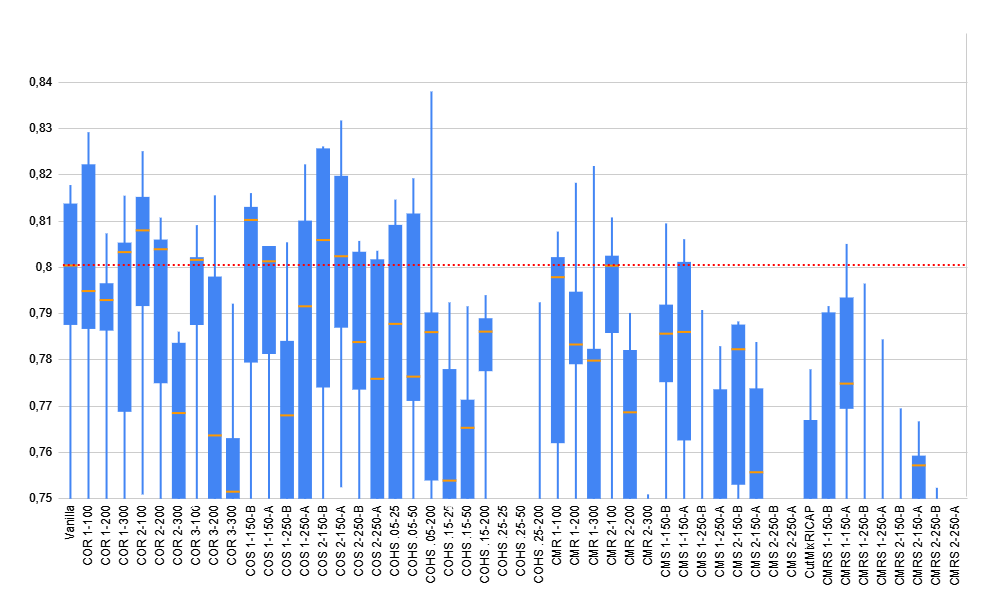 0,84
0,83
0,82
0,81
0,8
0,79
0,78
0,77
0,76
0,75
Vanilla
COR 1-100
COR 1-200
COR 1-300
COR 2-100
COR 2-200
COR 2-300
COR 3-100
COR 3-200
COR 3-300
COS 1-150-B
COS 1-150-A
COS 1-250-B
COS 1-250-A
COS 2-150-B
COS 2-150-A
COS 2-250-B
COS 2-250-A
COHS .05-25
COHS .05-50
COHS .05-200
COHS .15-25
COHS .15-50
COHS .15-200
COHS .25-25
COHS .25-50
COHS .25-200
CMR 1-100
CMR 1-200
CMR 1-300
CMR 2-100
CMR 2-200
CMR 2-300
CMS 1-150-B
CMS 1-150-A
CMS 1-250-B
CMS 1-250-A
CMS 2-150-B
CMS 2-150-A
CMS 2-250-B
CMS 2-250-A
CutMixRICAP
CMRS 1-150-B
CMRS 1-150-A
CMRS 1-250-B
CMRS 1-250-A
CMRS 2-150-B
CMRS 2-150-A
CMRS 2-250-B
CMRS 2-250-A